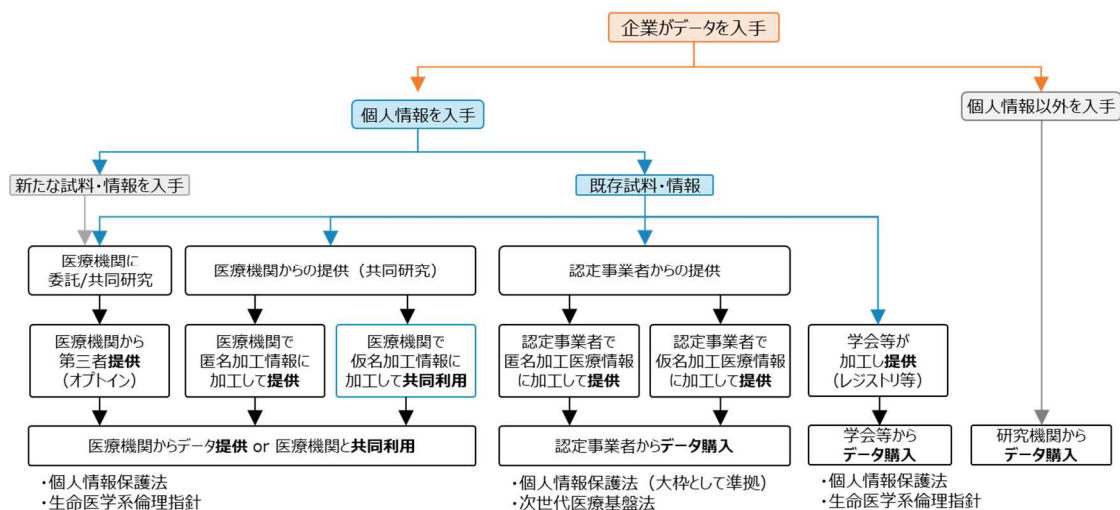 企業がデータを入手
個人情報を入手
個人情報以外を入手
新たな試料・情報を入手
既存試料・情報
医療機関に
委託/共同研究
医療機関からの提供（共同研究）
認定事業者からの提供
医療機関から
第三者提供
（オプトイン）
医療機関で
匿名加工情報に
加工して提供
医療機関で
仮名加工情報に
加工して共同利用
認定事業者で
匿名加工医療情報
に加工して提供
認定事業者で
仮名加工医療情報
に加工して提供
学会等が
加工し提供
（レジストリ等）
医療機関からデータ提供 or 医療機関と共同利用
認定事業者からデータ購入
学会等から
データ購入
研究機関から
データ購入
・個人情報保護法
・生命医学系倫理指針
・個人情報保護法（大枠として準拠）
・次世代医療基盤法
・個人情報保護法
・生命医学系倫理指針